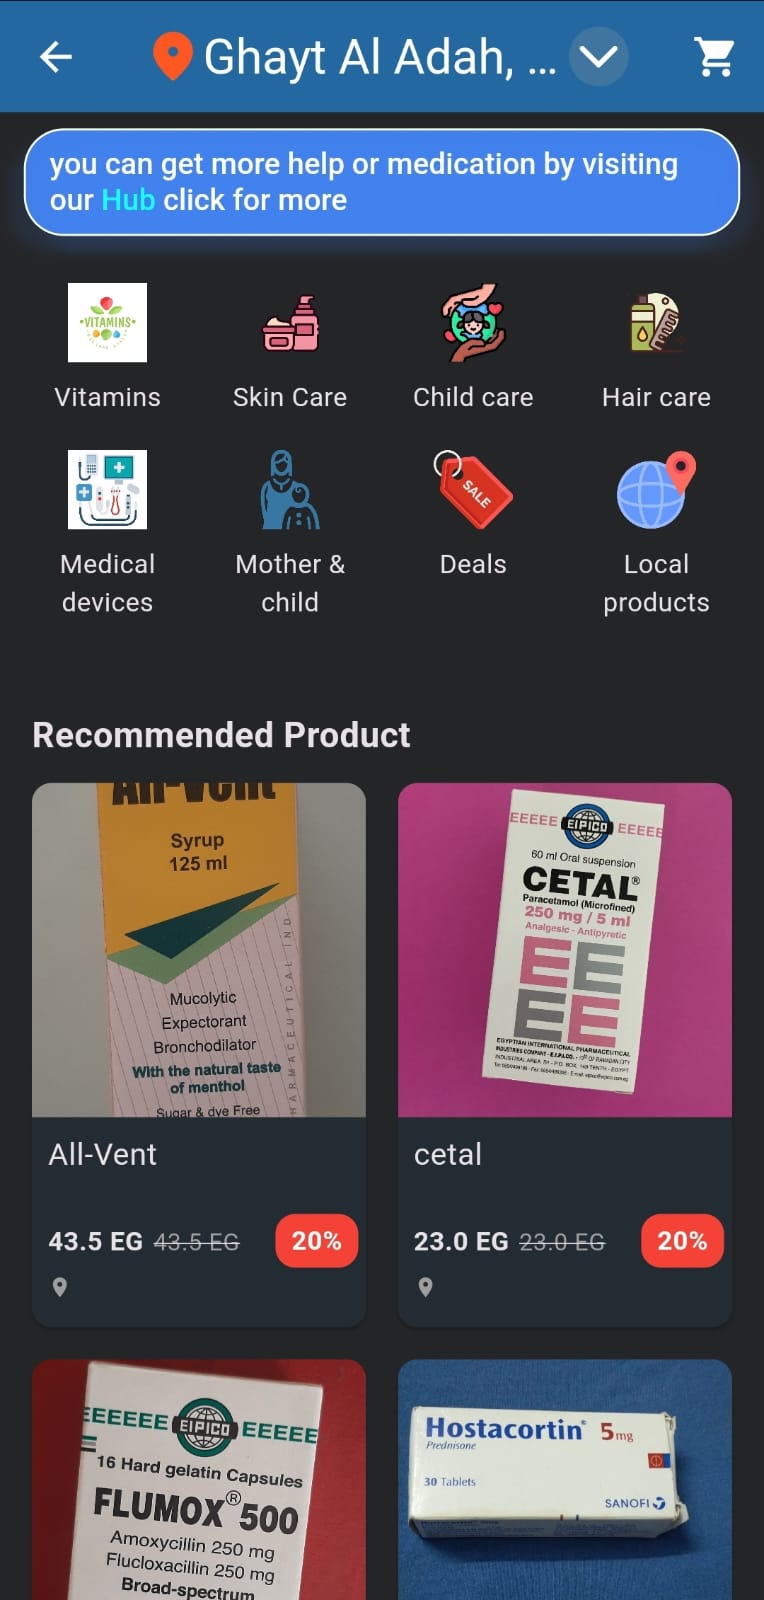 Ghayt Al Adah, ...
you can get more help or medication by visiting
our Hub click for more
VITAMINS
Vitamins
Skin Care
Child care
Hair care
SALE
Medical
devices
Mother &
child
Deals
Local
products
Recommended Product
All-Vent
Syrup
125 ml
Mucolytic
Expectorant
Bronchodilator
With the natural taste
of menthol
Sugar & dye Free
HARMACEUTICAL IND
All-Vent
43.5 EG 43.5 EG 20%
EEEEE EIPICO EEEEE
60 ml Oral suspension
CETAL®
Paracetamol (Microfined)
250 mg / 5 ml
Analgesic - Antipyretic
EE
EE
EGYPTIAN INTERNATIONAL PHARMACEUTICAL
INDUSTRIES COMPANY - E.I.P.I.CO.
cetal
23.0 EG 23.0 EG 20%
EEEEEE EIPICO EEEEE
16 Hard gelatin Capsules
FLUMOX® 500
Amoxycillin 250 mg
Flucloxacillin 250 mg
Broad-spectrum
Hostacortin® 5mg
Prednisone
30 Tablets
SANOFI